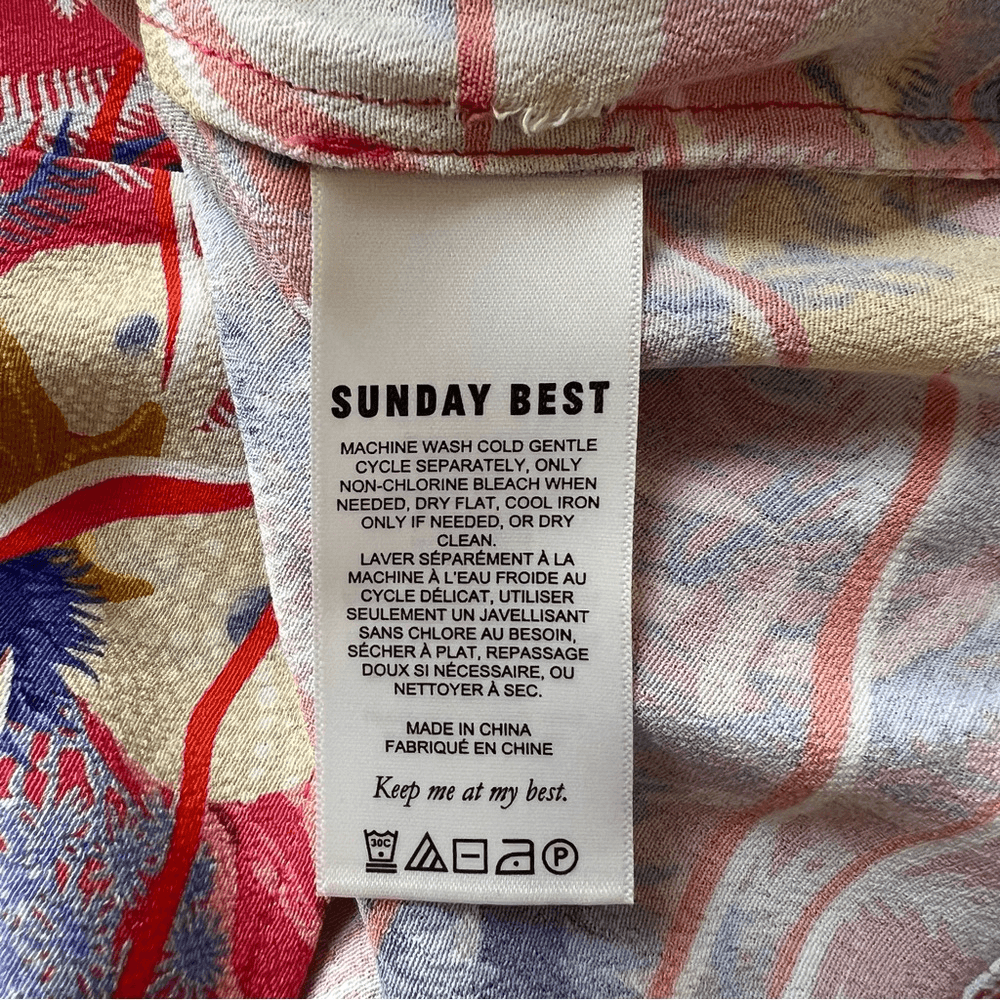 SUNDAY BEST
MACHINE WASH COLD GENTLE
CYCLE SEPARATELY, ONLY
NON-CHLORINE BLEACH WHEN
NEEDED, DRY FLAT, COOL IRON
ONLY IF NEEDED, OR DRY
CLEAN.
LAVER SÉPARÉMENT À LA
MACHINE À L'EAU FROIDE AU
CYCLE DÉLICAT, UTILISER
SEULEMENT UN JAVELLISANT
SANS CHLORE AU BESOIN,
SÉCHER À PLAT, REPASSAGE
DOUX SI NÉCESSAIRE, OU
NETTOYER À SEC.
MADE IN CHINA
FABRIQUÉ EN CHINE
Keep me at my best.
30C P